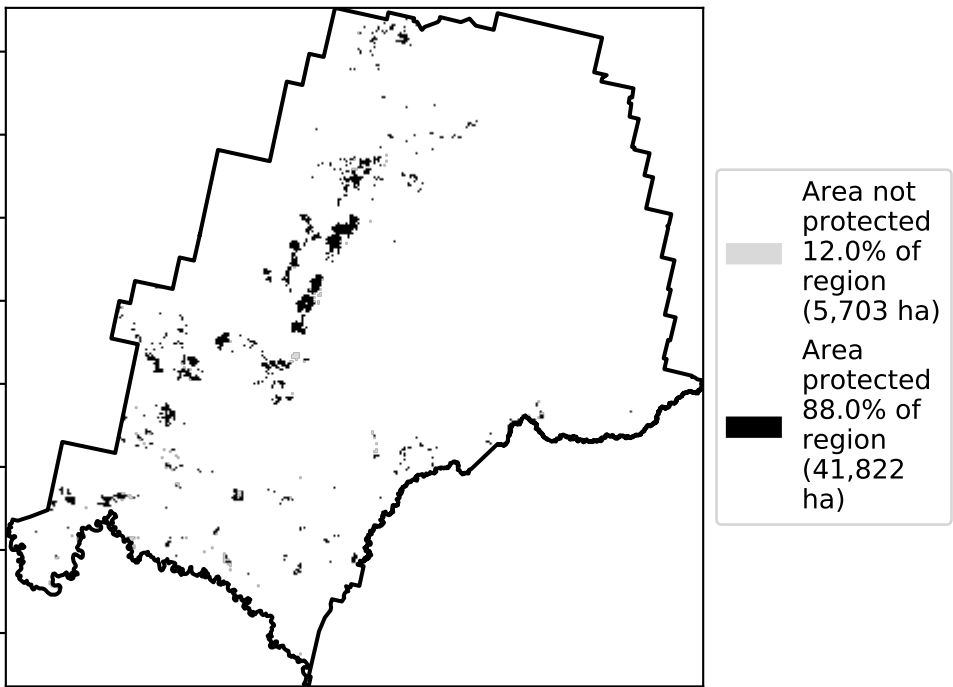 Area not
protected
12.0% of
region
(5,703 ha)
Area
protected
88.0% of
region
(41,822
ha)